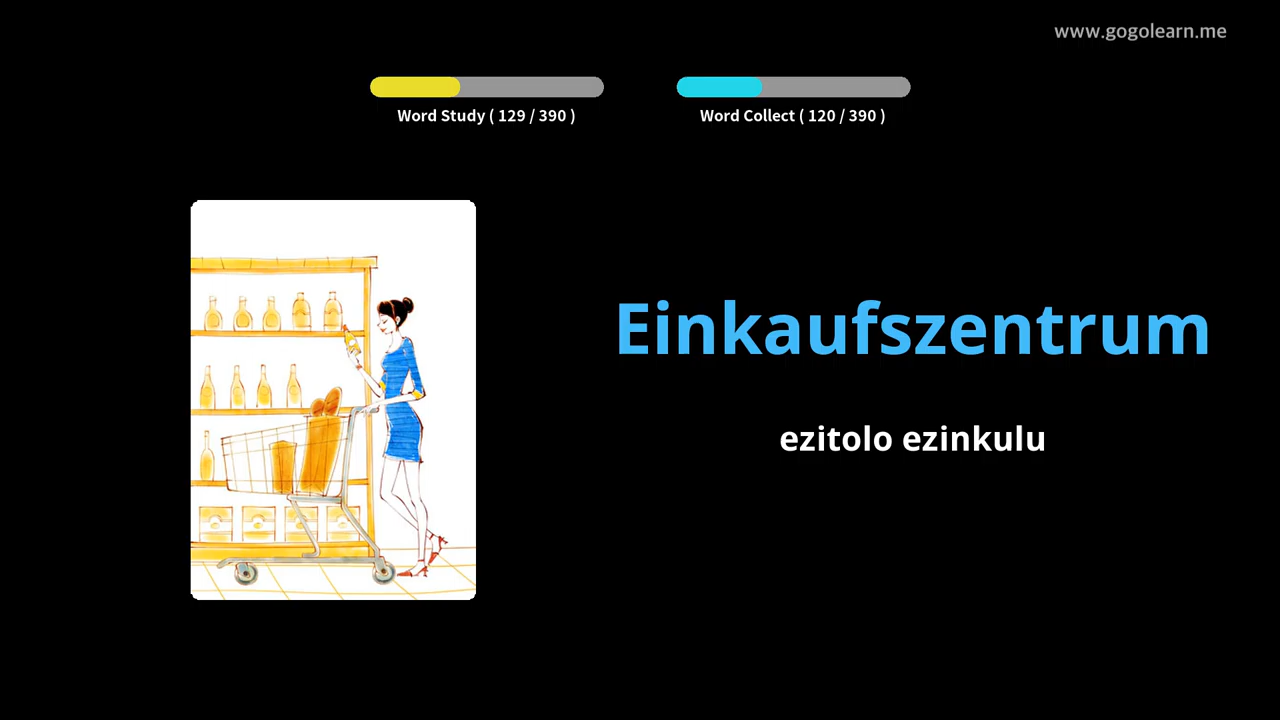 www.gogolearn.me
Word Study ( 129 / 390 )
Word Collect ( 120 / 390 )
Einkaufszentrum
ezitolo ezinkulu